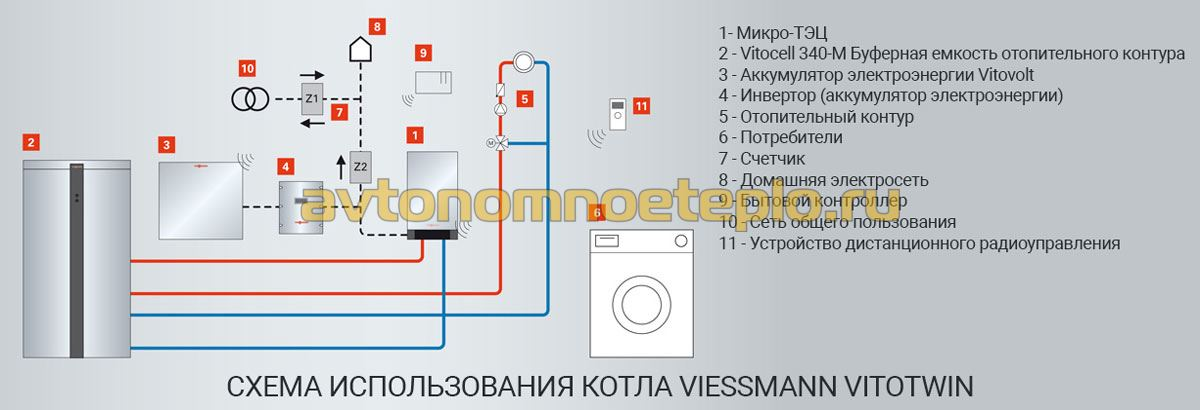 8
10
9
Z1
7
5
11
2
3
4
Z2
1
M
6
1- Микро-ТЭЦ
2 - Vitocell 340-M Буферная емкость отопительного контура
3 - Аккумулятор электроэнергии Vitovolt
4 - Инвертор (аккумулятор электроэнергии)
5 - Отопительный контур
6 - Потребители
7 - Счетчик
8 - Домашняя электросеть
9 - Бытовой контроллер
10 - Сеть общего пользования
11 - Устройство дистанционного радиоуправления
avtonomnoeteplo.ru
СХЕМА ИСПОЛЬЗОВАНИЯ КОТЛА VIESSMANN VITOTWIN